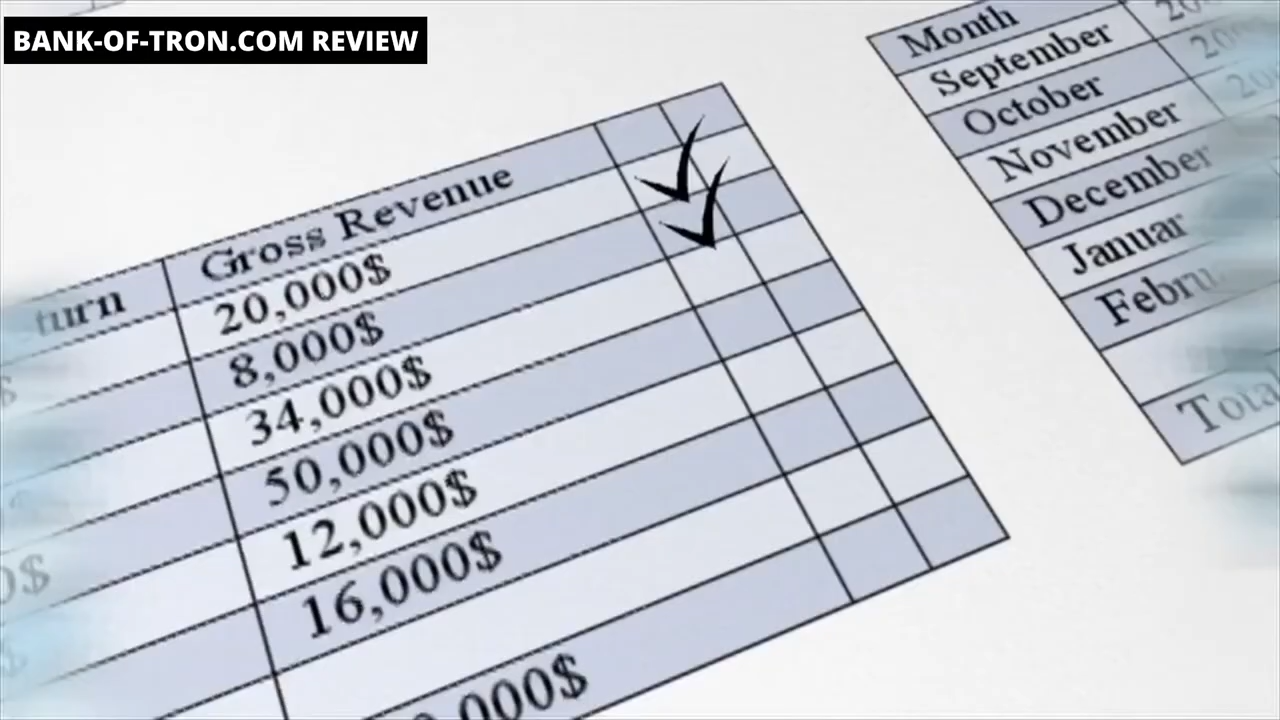 BANK-OF-TRON.COM REVIEW
Gross Revenue
20,000$
8,000$
34,000$
50,000$
12,000$
16,000$
Month
September
October
November
December